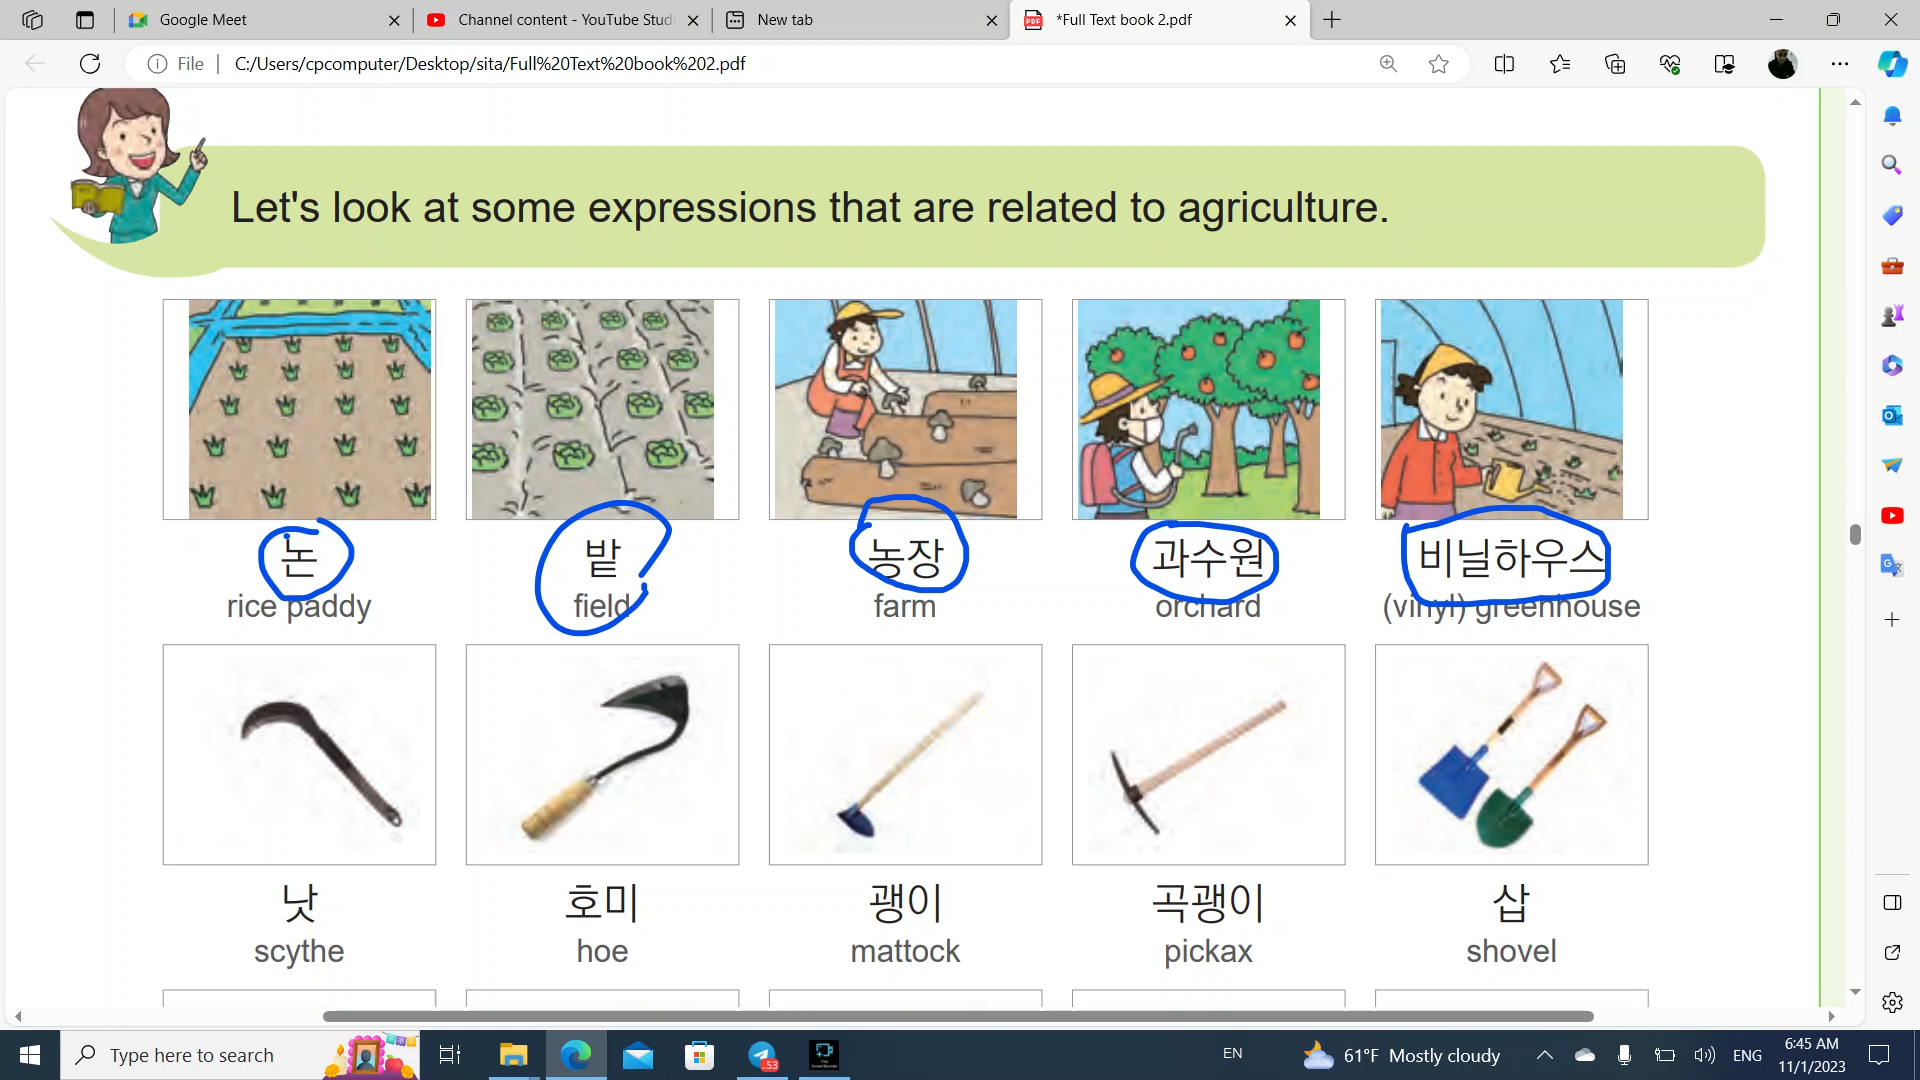 Google Meet
Channel content - YouTube Studi
New tab
*Full Text book 2.pdf
File
C:/Users/cpcomputer/Desktop/sita/Full%20Text%20book%202.pdf
Let's look at some expressions that are related to agriculture.
논 밭 농장 과수원 비닐하우스
rice paddy field farm orchard (vinyl) greenhouse
낫 호미 괭이 곡괭이 삽
scythe hoe mattock pickax shovel
Type here to search
.53
EN
61°F Mostly cloudy
ENG
6:45 AM
11/1/2023